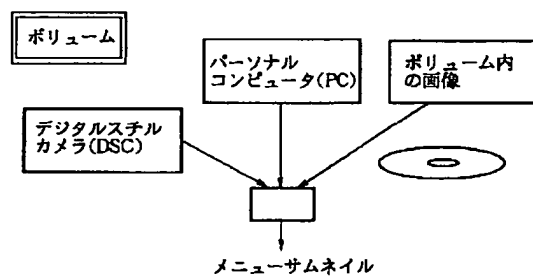 ボリューム
パーソナル
コンピュータ(PC)
ボリューム内
の画像
デジタルスチル
カメラ(DSC)
メニューサムネイル